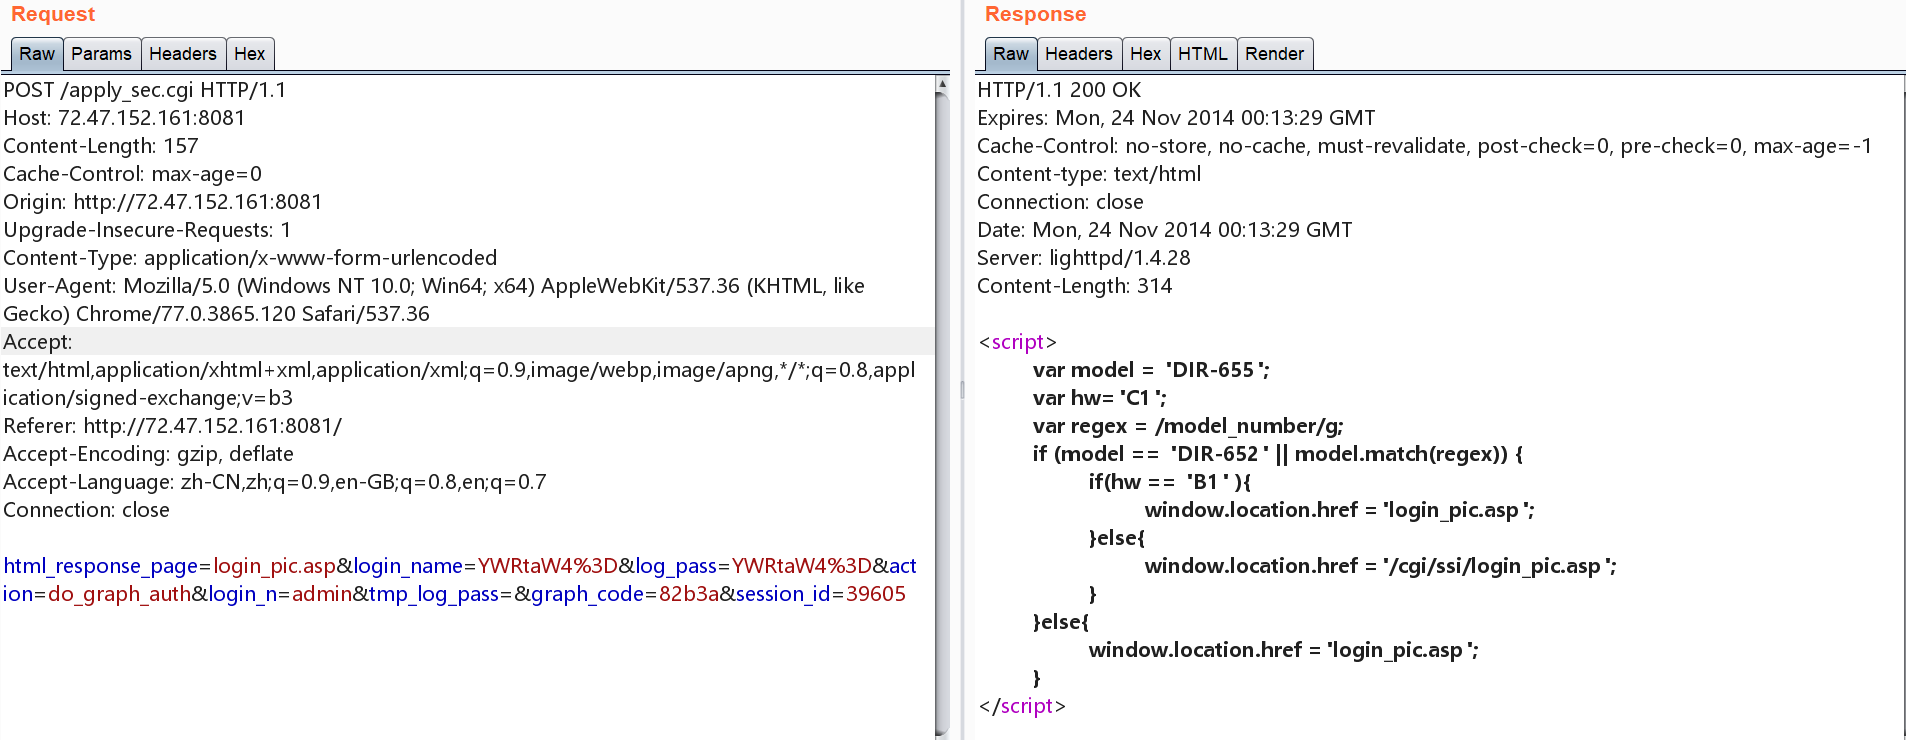 Request
Raw Params Headers Hex
POST /apply_sec.cgi HTTP/1.1
Host: 72.47.152.161:8081
Content-Length: 157
Cache-Control: max-age=0
Origin: http://72.47.152.161:8081
Upgrade-Insecure-Requests: 1
Content-Type: application/x-www-form-urlencoded
User-Agent: Mozilla/5.0 (Windows NT 10.0; Win64; x64) AppleWebKit/537.36 (KHTML, like
Gecko) Chrome/77.0.3865.120 Safari/537.36
Accept:
text/html,application/xhtml+xml,application/xml;q=0.9,image/webp,image/apng,*/*;q=0.8,appl
ication/signed-exchange;v=b3
Referer: http://72.47.152.161:8081/
Accept-Encoding: gzip, deflate
Accept-Language: zh-CN,zh;q=0.9,en-GB;q=0.8,en;q=0.7
Connection: close
html_response_page=login_pic.asp&login_name=YWRtaW4%3D&log_pass=YWRtaW4%3D&act
ion=do_graph_auth&login_n=admin&tmp_log_pass=&graph_code=82b3a&session_id=39605
Response
Raw Headers Hex HTML Render
HTTP/1.1 200 OK
Expires: Mon, 24 Nov 2014 00:13:29 GMT
Cache-Control: no-store, no-cache, must-revalidate, post-check=0, pre-check=0, max-age=-1
Content-type: text/html
Connection: close
Date: Mon, 24 Nov 2014 00:13:29 GMT
Server: lighttpd/1.4.28
Content-Length: 314
<script>
var model = 'DIR-655';
var hw= 'C1';
var regex = /model_number/g;
if (model == 'DIR-652' || model.match(regex)) {
if(hw == 'B1' ){
window.location.href = 'login_pic.asp';
}else{
window.location.href = '/cgi/ssi/login_pic.asp';
}
}else{
window.location.href = 'login_pic.asp';
}
</script>